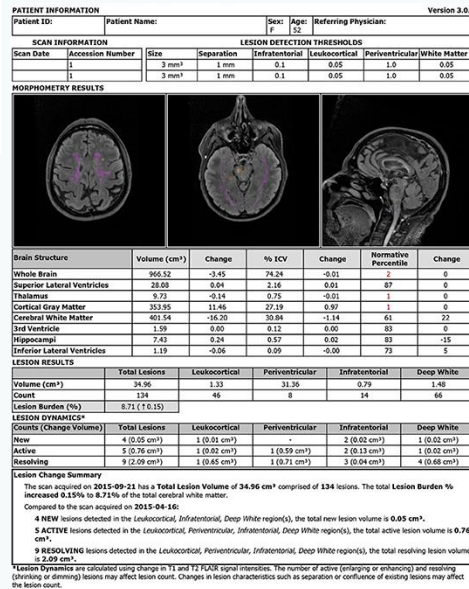 PATIENT INFORMATION Version 3.0.
Patient ID: Patient Name: Sex: Age: Referring Physician:
F 52
SCAN INFORMATION LESION DETECTION THRESHOLDS
Scan Date Accession Number Size Separation Infratentorial Leukocortical Periventricular White Matter
1 3 mm³ 1 mm 0.1 0.05 1.0 0.05
1 3 mm³ 1 mm 0.1 0.05 1.0 0.05
MORPHOMETRY RESULTS
Brain Structure Volume (cm³) Change % ICV Change Normative Percentile Change
Whole Brain 966.52 -3.45 74.24 -0.01 2 0
Superior Lateral Ventricles 28.08 0.04 2.16 0.01 87 0
Thalamus 9.73 -0.14 0.75 -0.01 1 0
Cortical Gray Matter 353.95 11.46 27.19 0.97 1 0
Cerebral White Matter 401.54 -16.20 30.84 -1.14 61 22
3rd Ventricle 1.59 0.00 0.12 0.00 83 0
Hippocampi 7.43 0.24 0.57 0.02 83 -15
Inferior Lateral Ventricles 1.19 -0.06 0.09 -0.00 73 5
LESION RESULTS
Total Lesions Leukocortical Periventricular Infratentorial Deep White
Volume (cm³) 34.96 1.33 31.36 0.79 1.48
Count 134 46 8 14 66
Lesion Burden (%) 8.71 (↑0.15)
LESION DYNAMICS*
Counts (Change Volume) Total Lesions Leukocortical Periventricular Infratentorial Deep White
New 4 (0.05 cm³) 1 (0.01 cm³) - 2 (0.02 cm³) 1 (0.02 cm³)
Active 5 (0.76 cm³) 1 (0.02 cm³) 1 (0.59 cm³) 2 (0.13 cm³) 1 (0.02 cm³)
Resolving 9 (2.09 cm³) 1 (0.65 cm³) 1 (0.71 cm³) 3 (0.04 cm³) 4 (0.68 cm³)
Lesion Change Summary
The scan acquired on 2015-09-21 has a Total Lesion Volume of 34.96 cm³ comprised of 134 lesions. The total Lesion Burden %
increased 0.15% to 8.71% of the total cerebral white matter.
Compared to the scan acquired on 2015-04-16:
4 NEW lesions detected in the Leukocortical, Infratentorial, Deep White region(s), the total new lesion volume is 0.05 cm³.
5 ACTIVE lesions detected in the Leukocortical, Periventricular, Infratentorial, Deep White region(s), the total active lesion volume is 0.76
cm³.
9 RESOLVING lesions detected in the Leukocortical, Periventricular, Infratentorial, Deep White region(s), the total resolving lesion volume
is 2.09 cm³.
*Lesion Dynamics are calculated using change in T1 and T2 FLAIR signal intensities. The number of active (enlarging or enhancing) and resolving
(shrinking or dimming) lesions may affect lesion count. Changes in lesion characteristics such as separation or confluence of existing lesions may affect
the lesion count.